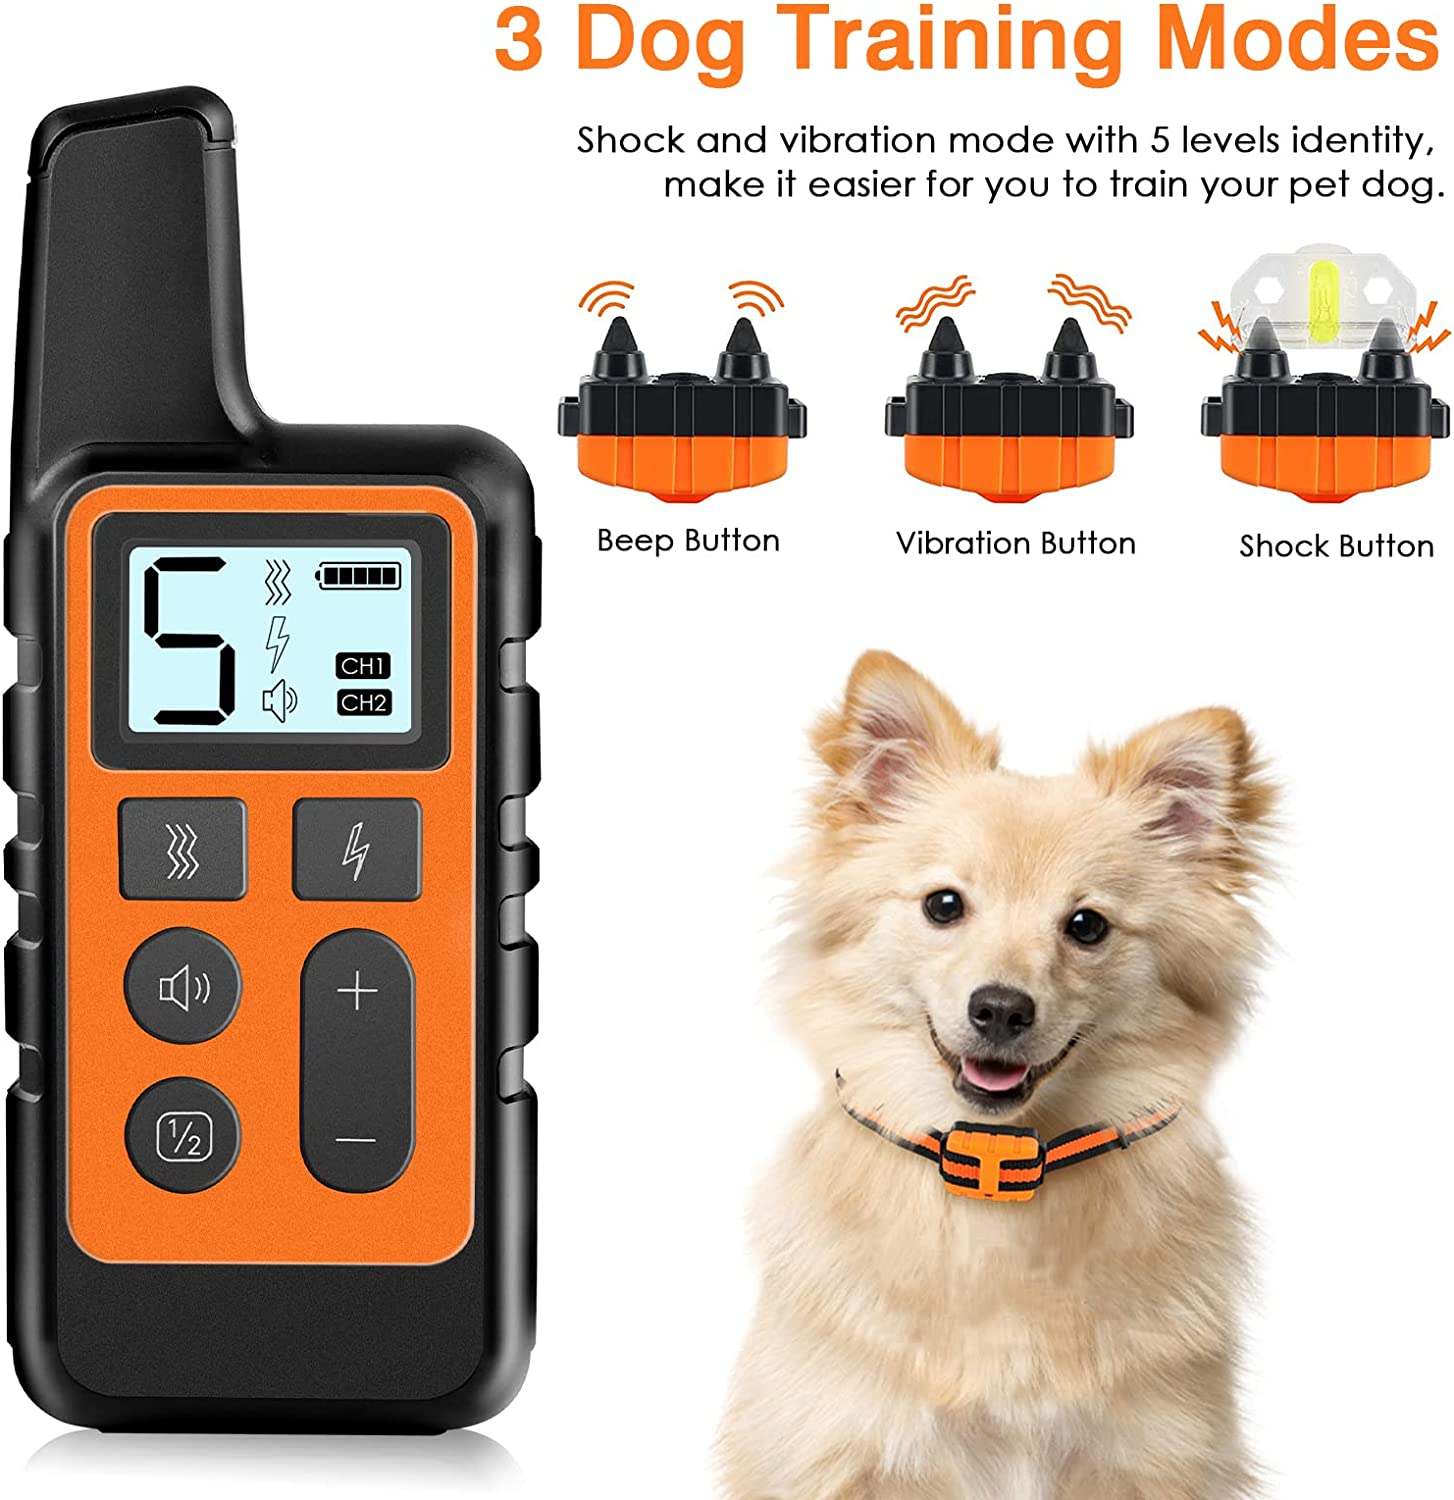 3 Dog Training Modes
Shock and vibration mode with 5 levels identity,
make it easier for you to train your pet dog.
Beep Button
Vibration Button
Shock Button
5
CH1
CH2
+
−
1/2